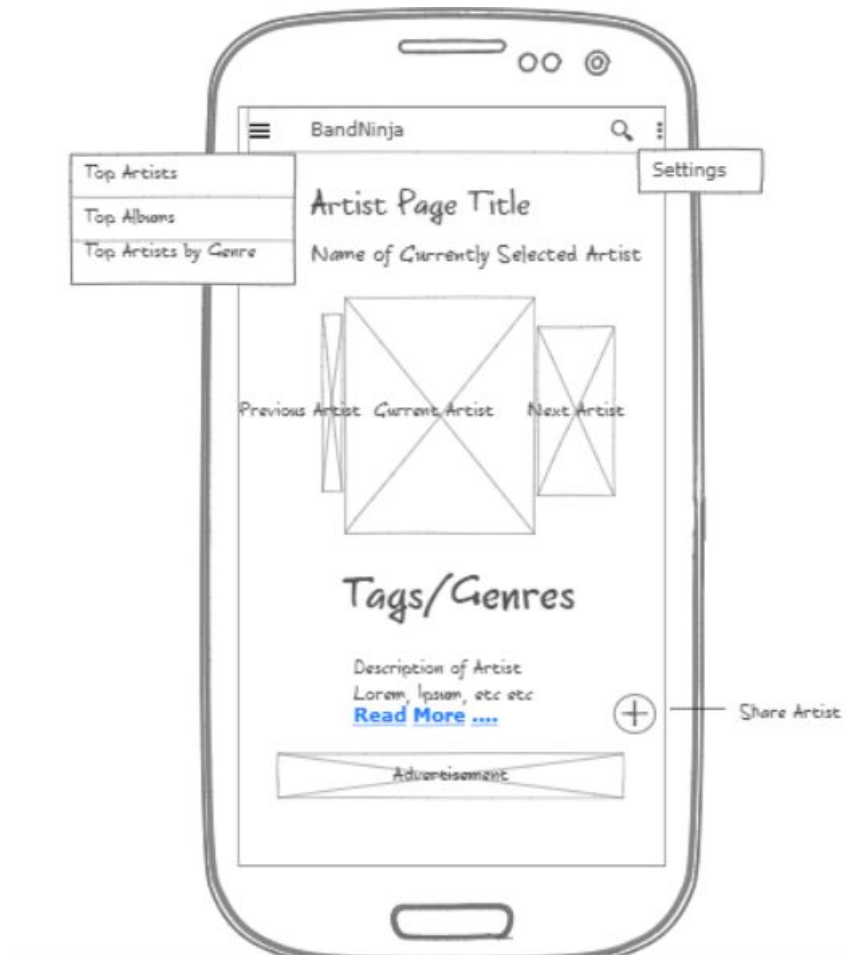 BandNinja
Top Artists
Settings
Top Albums
Top Artists by Genre
Artist Page Title
Name of Currently Selected Artist
Previous Artist
Current Artist
Next Artist
Tags/Genres
Description of Artist
Lorem, Ipsum, etc etc
Read More ....
Share Artist
Advertisement